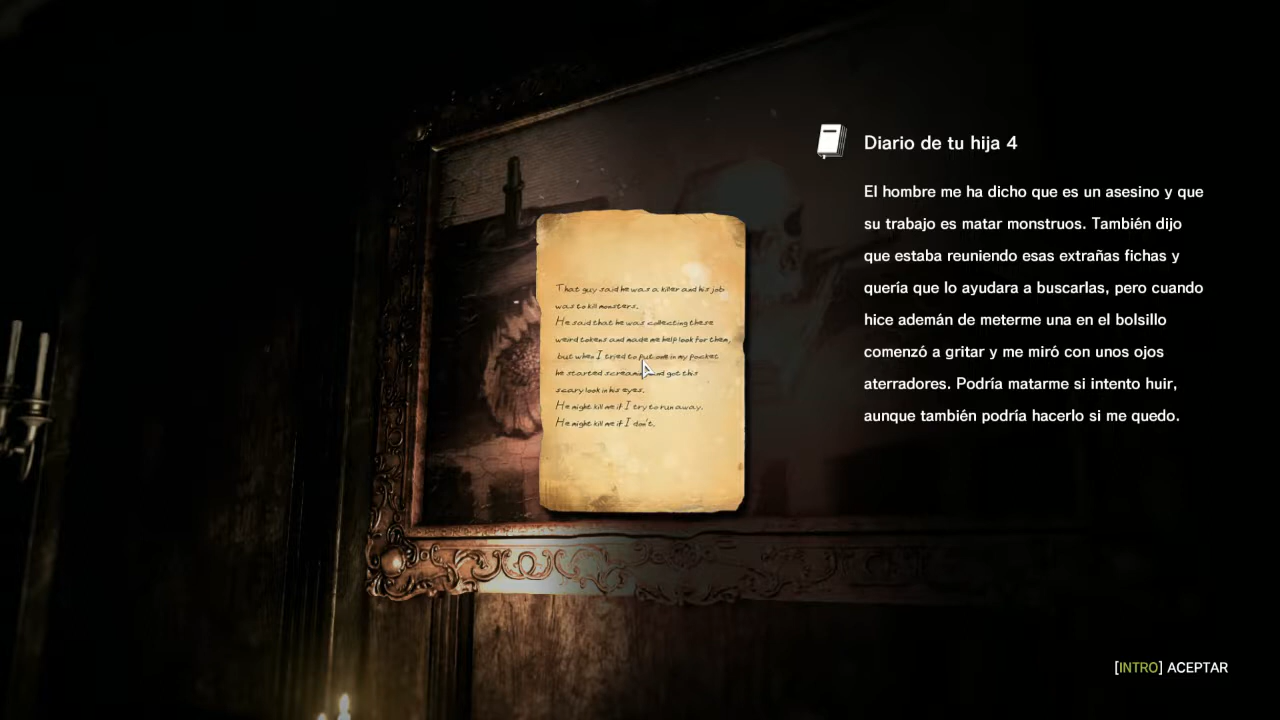 That guy said he was a killer and his job
was to kill monsters.
He said that he was collecting these
weird tokens and made me help look for them,
but when I tried to put one in my pocket
he started screaming and got this
scary look in his eyes.
He might kill me if I try to run away.
He might kill me if I don't.
Diario de tu hija 4
El hombre me ha dicho que es un asesino y que
su trabajo es matar monstruos. También dijo
que estaba reuniendo esas extrañas fichas y
quería que lo ayudara a buscarlas, pero cuando
hice ademán de meterme una en el bolsillo
comenzó a gritar y me miró con unos ojos
aterradores. Podría matarme si intento huir,
aunque también podría hacerlo si me quedo.
[INTRO] ACEPTAR